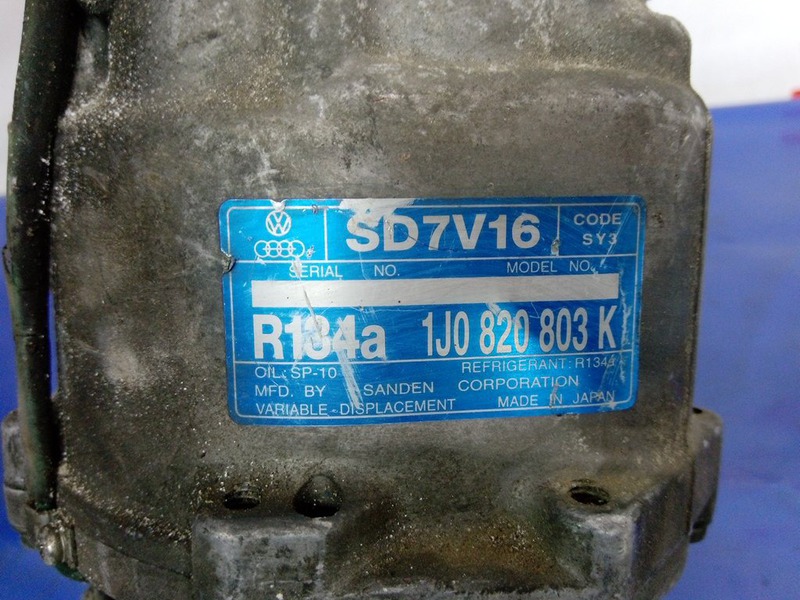 SD7V16
CODE
SY3
SERIAL NO. MODEL NO.
R134a 1J0 820 803 K
OIL: SP-10 REFRIGERANT: R134a
MFD. BY SANDEN CORPORATION
VARIABLE - DISPLACEMENT MADE IN JAPAN